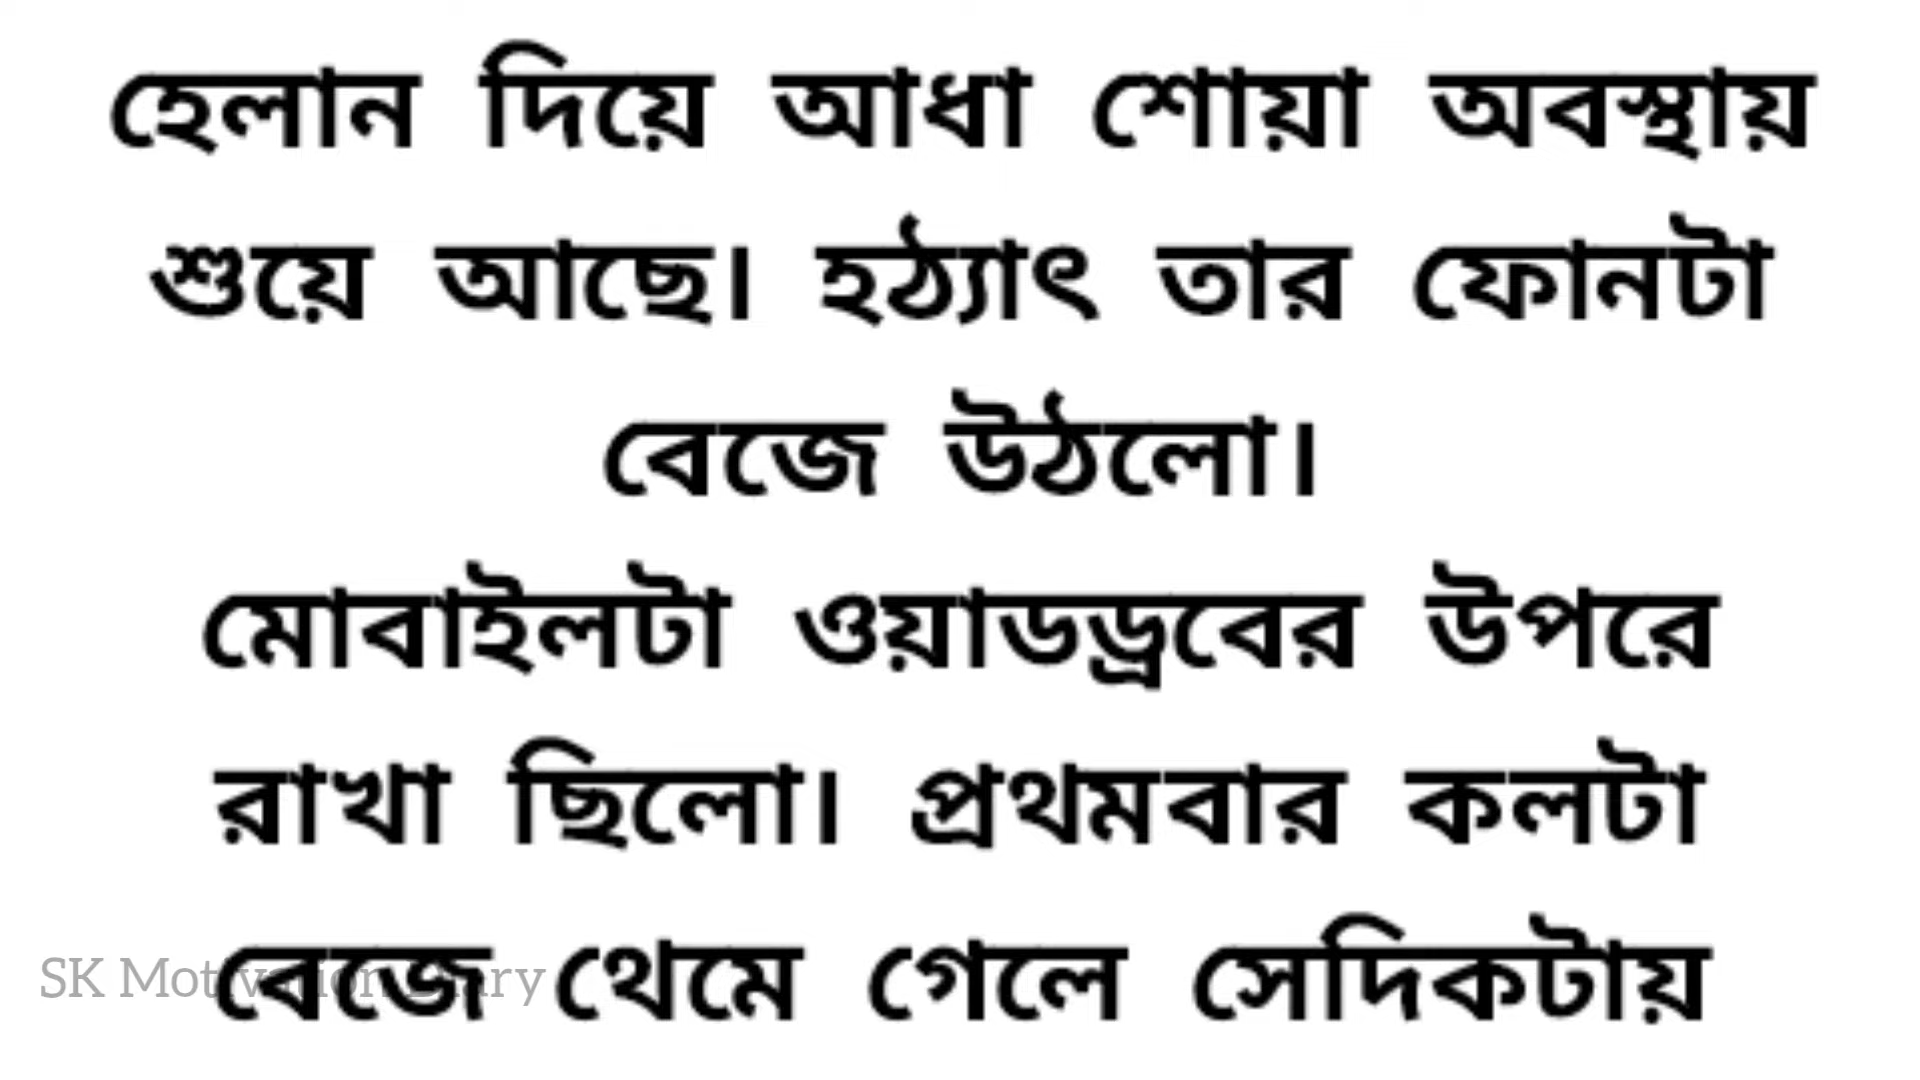 হেলান দিয়ে আধা শোয়া অবস্থায়
শুয়ে আছে। হঠ্যাৎ তার ফোনটা
বেজে উঠলো।
মোবাইলটা ওয়াডড্রবের উপরে
রাখা ছিলো। প্রথমবার কলটা
বেজে থেমে গেলে সেদিকটায়
SK Motivation Diary